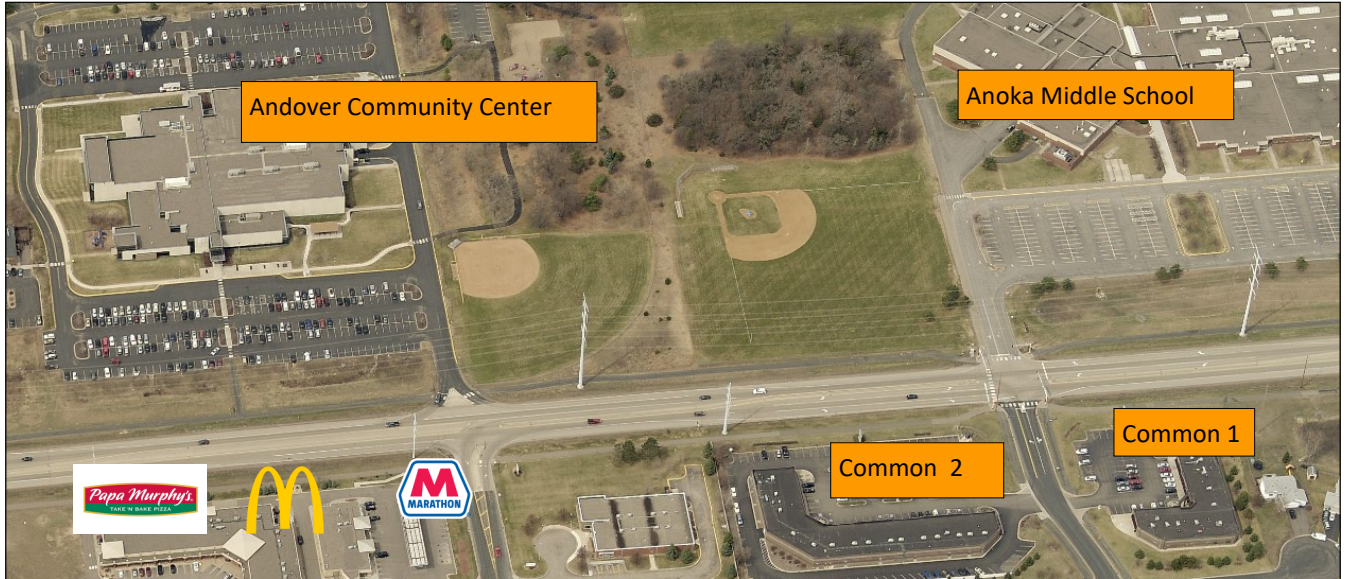 Andover Community Center
Anoka Middle School
Common 1
Common 2
Papa Murphy's
TAKE 'N' BAKE PIZZA
M
MARATHON